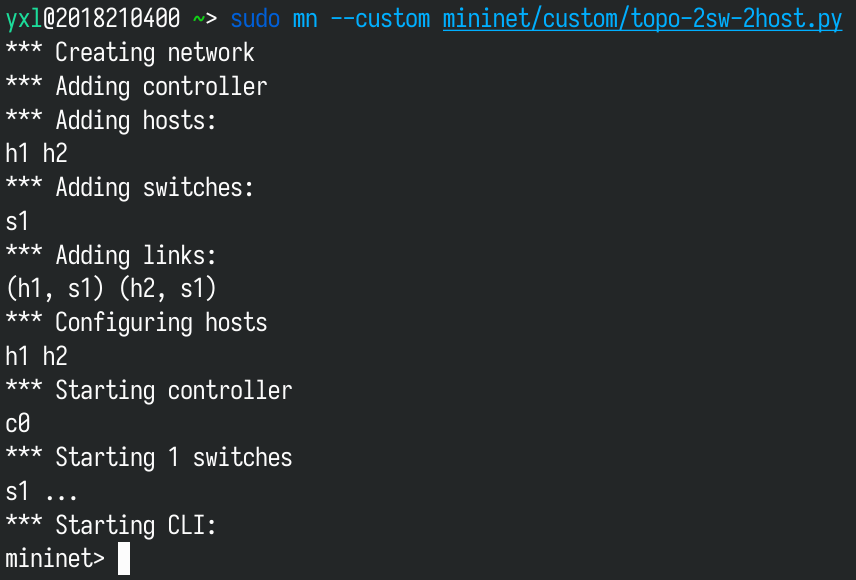 yxl@2018210400 ~> sudo mn --custom mininet/custom/topo-2sw-2host.py
*** Creating network
*** Adding controller
*** Adding hosts:
h1 h2
*** Adding switches:
s1
*** Adding links:
(h1, s1) (h2, s1)
*** Configuring hosts
h1 h2
*** Starting controller
c0
*** Starting 1 switches
s1 ...
*** Starting CLI:
mininet>